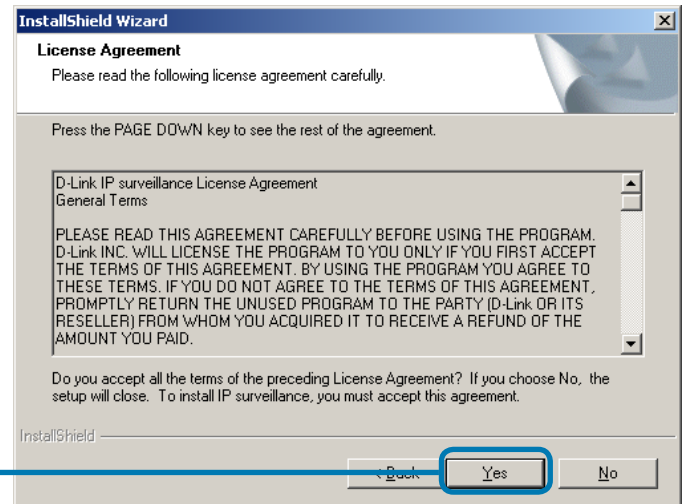 InstallShield Wizard
License Agreement
Please read the following license agreement carefully.
Press the PAGE DOWN key to see the rest of the agreement.
D-Link IP surveillance License Agreement
General Terms
PLEASE READ THIS AGREEMENT CAREFULLY BEFORE USING THE PROGRAM.
D-Link INC. WILL LICENSE THE PROGRAM TO YOU ONLY IF YOU FIRST ACCEPT
THE TERMS OF THIS AGREEMENT. BY USING THE PROGRAM YOU AGREE TO
THESE TERMS. IF YOU DO NOT AGREE TO THE TERMS OF THIS AGREEMENT,
PROMPTLY RETURN THE UNUSED PROGRAM TO THE PARTY (D-Link OR ITS
RESELLER) FROM WHOM YOU ACQUIRED IT TO RECEIVE A REFUND OF THE
AMOUNT YOU PAID.
Do you accept all the terms of the preceding License Agreement? If you choose No, the
setup will close. To install IP surveillance, you must accept this agreement.
InstallShield
< Back Yes No